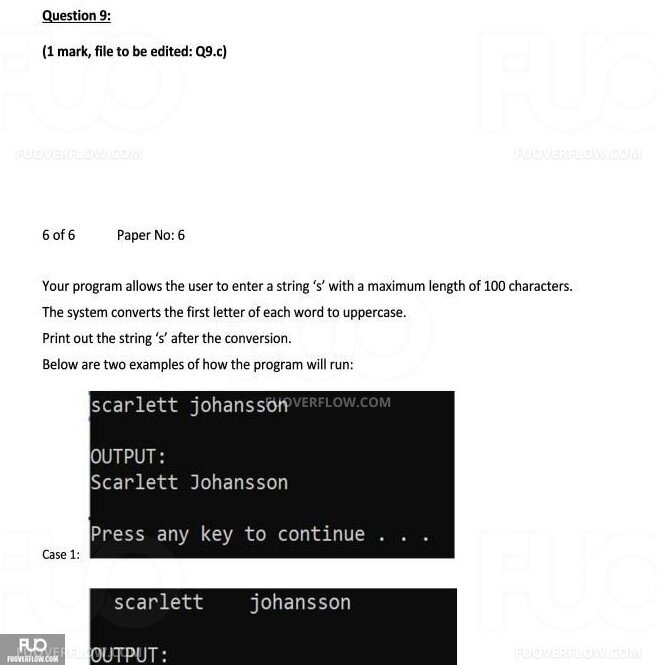 Question 9:
(1 mark, file to be edited: Q9.c)
FUOVERFLOW.COM FUOVERFLOW.COM
6 of 6 Paper No: 6
Your program allows the user to enter a string ‘s’ with a maximum length of 100 characters.
The system converts the first letter of each word to uppercase.
Print out the string ‘s’ after the conversion.
Below are two examples of how the program will run:
scarlett johansson
FUOVERFLOW.COM
OUTPUT:
Scarlett Johansson
Press any key to continue . . .
Case 1:
scarlett johansson
OUTPUT:
FUO
FUOVERFLOW.COM
FUOVERFLOW.COM